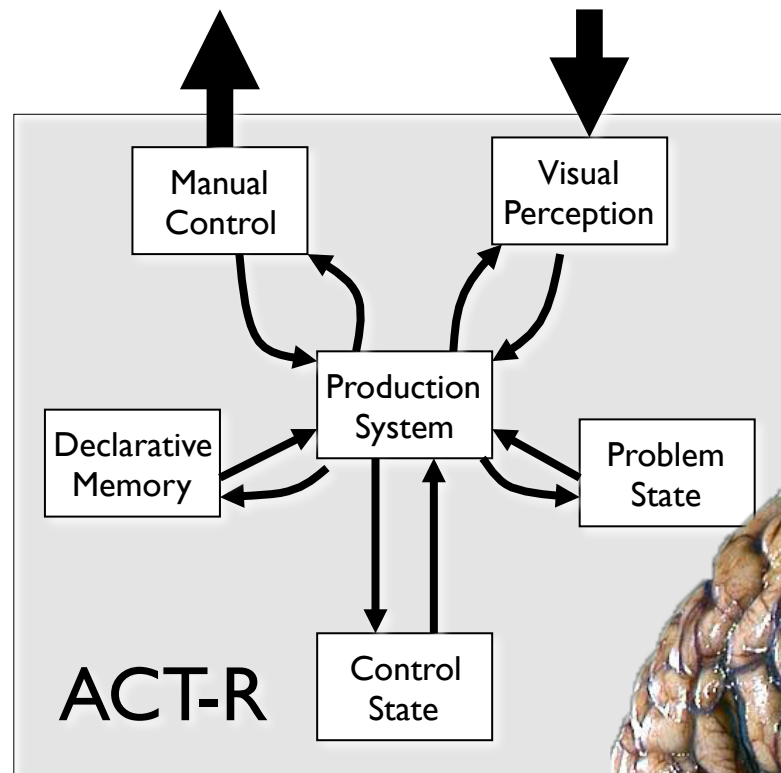 Manual
Control
Visual
Perception
Production
System
Declarative
Memory
Problem
State
Control
State
ACT-R